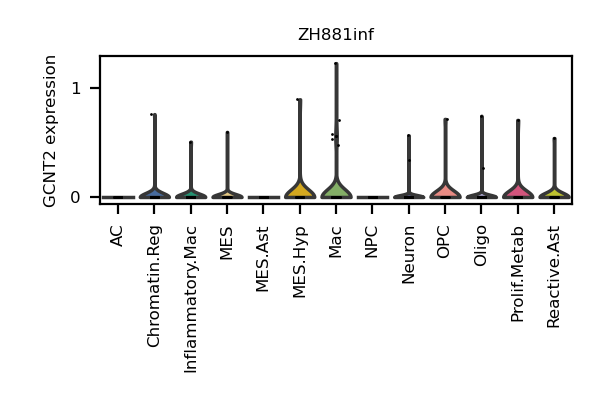 ZH881inf
GCNT2 expression
1
0
AC
Chromatin.Reg
Inflammatory.Mac
MES
MES.Ast
MES.Hyp
Mac
NPC
Neuron
OPC
Oligo
Prolif.Metab
Reactive.Ast